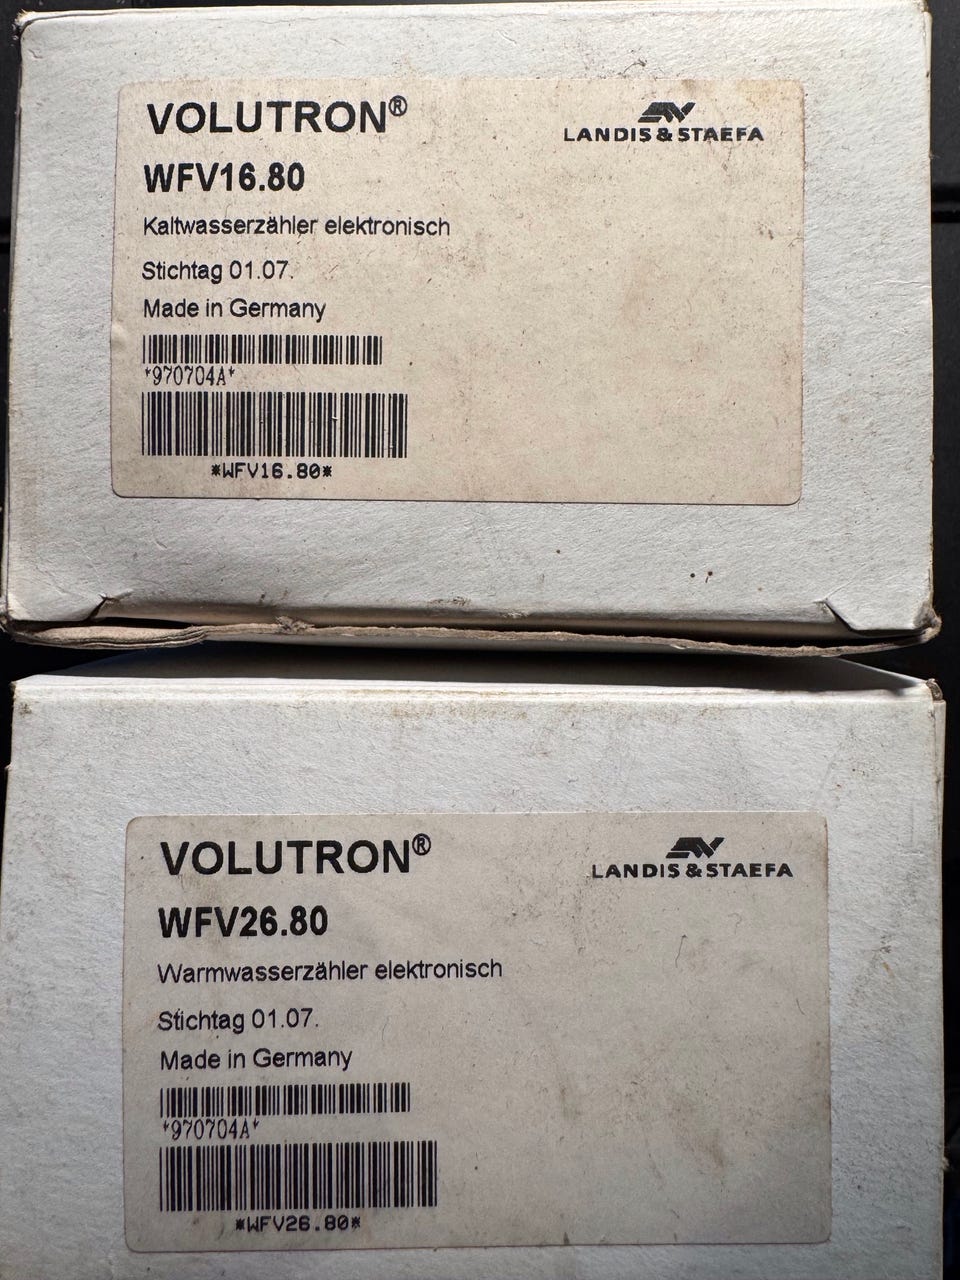 VOLUTRON®
LANDIS & STAEFA
WFV16.80
Kaltwasserzähler elektronisch
Stichtag 01.07.
Made in Germany
*970704A*
*WFV16.80*
VOLUTRON®
LANDIS & STAEFA
WFV26.80
Warmwasserzähler elektronisch
Stichtag 01.07.
Made in Germany
*970704A*
*WFV26.80*